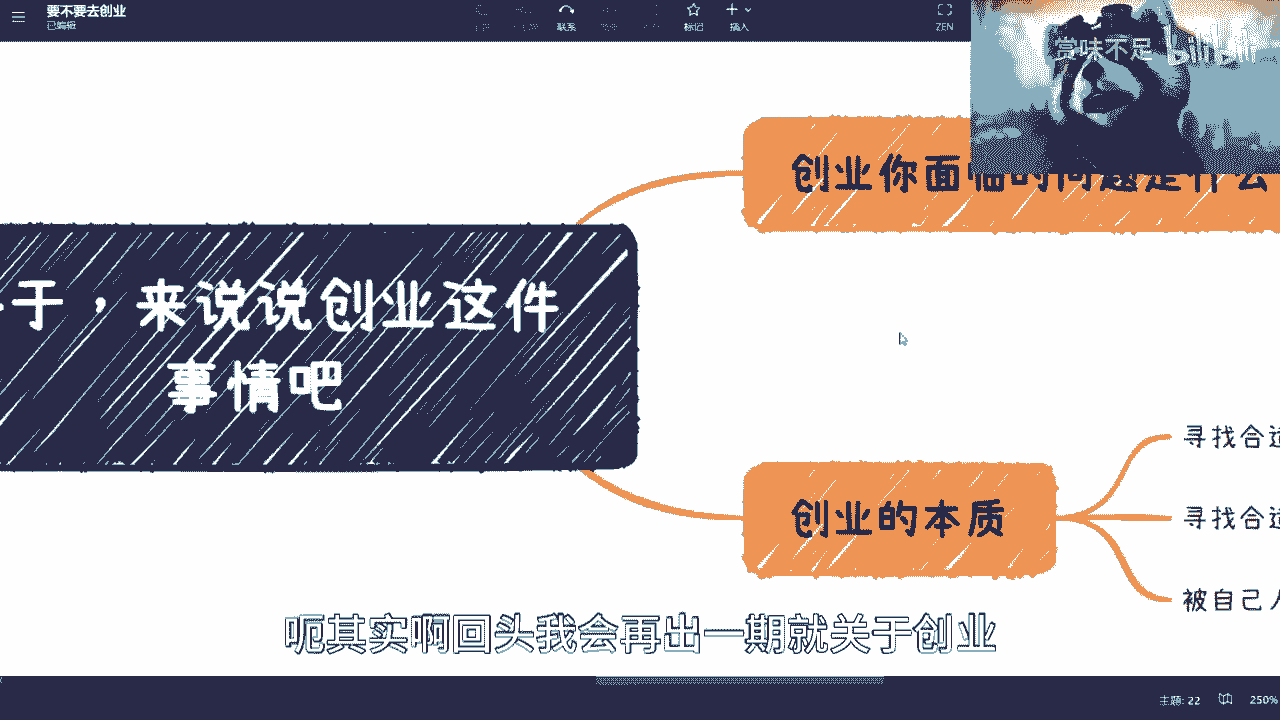 要不要去创业
已编辑
联系
标记
插入
ZEN
赏味不足 bilibili
创业你面临的问题是什么
于，来说说创业这件
事情吧
创业的本质
寻找合适
寻找合适
被自己人
呃其实啊回头我会再出一期就关于创业
主题: 22
250%